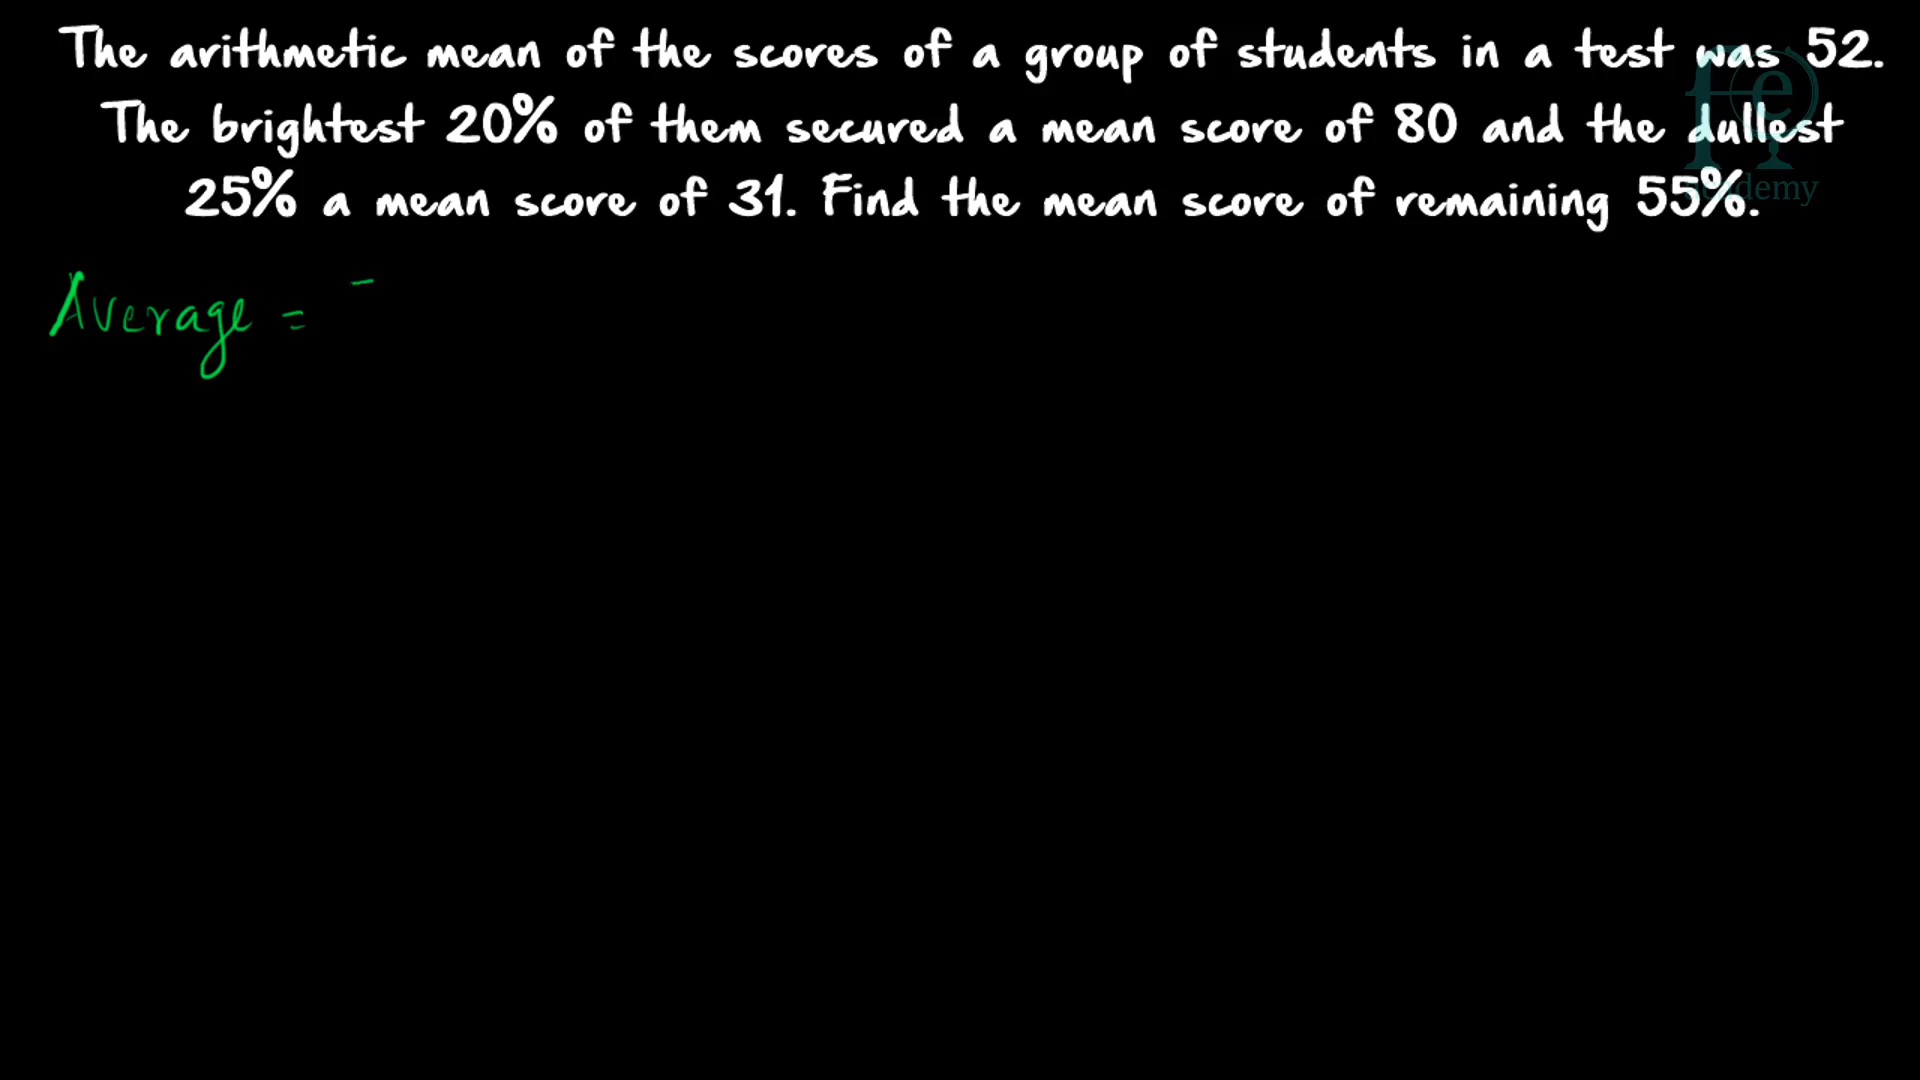 The arithmetic mean of the scores of a group of students in a test was 52.
The brightest 20% of them secured a mean score of 80 and the dullest
25% a mean score of 31. Find the mean score of remaining 55%.
Average =